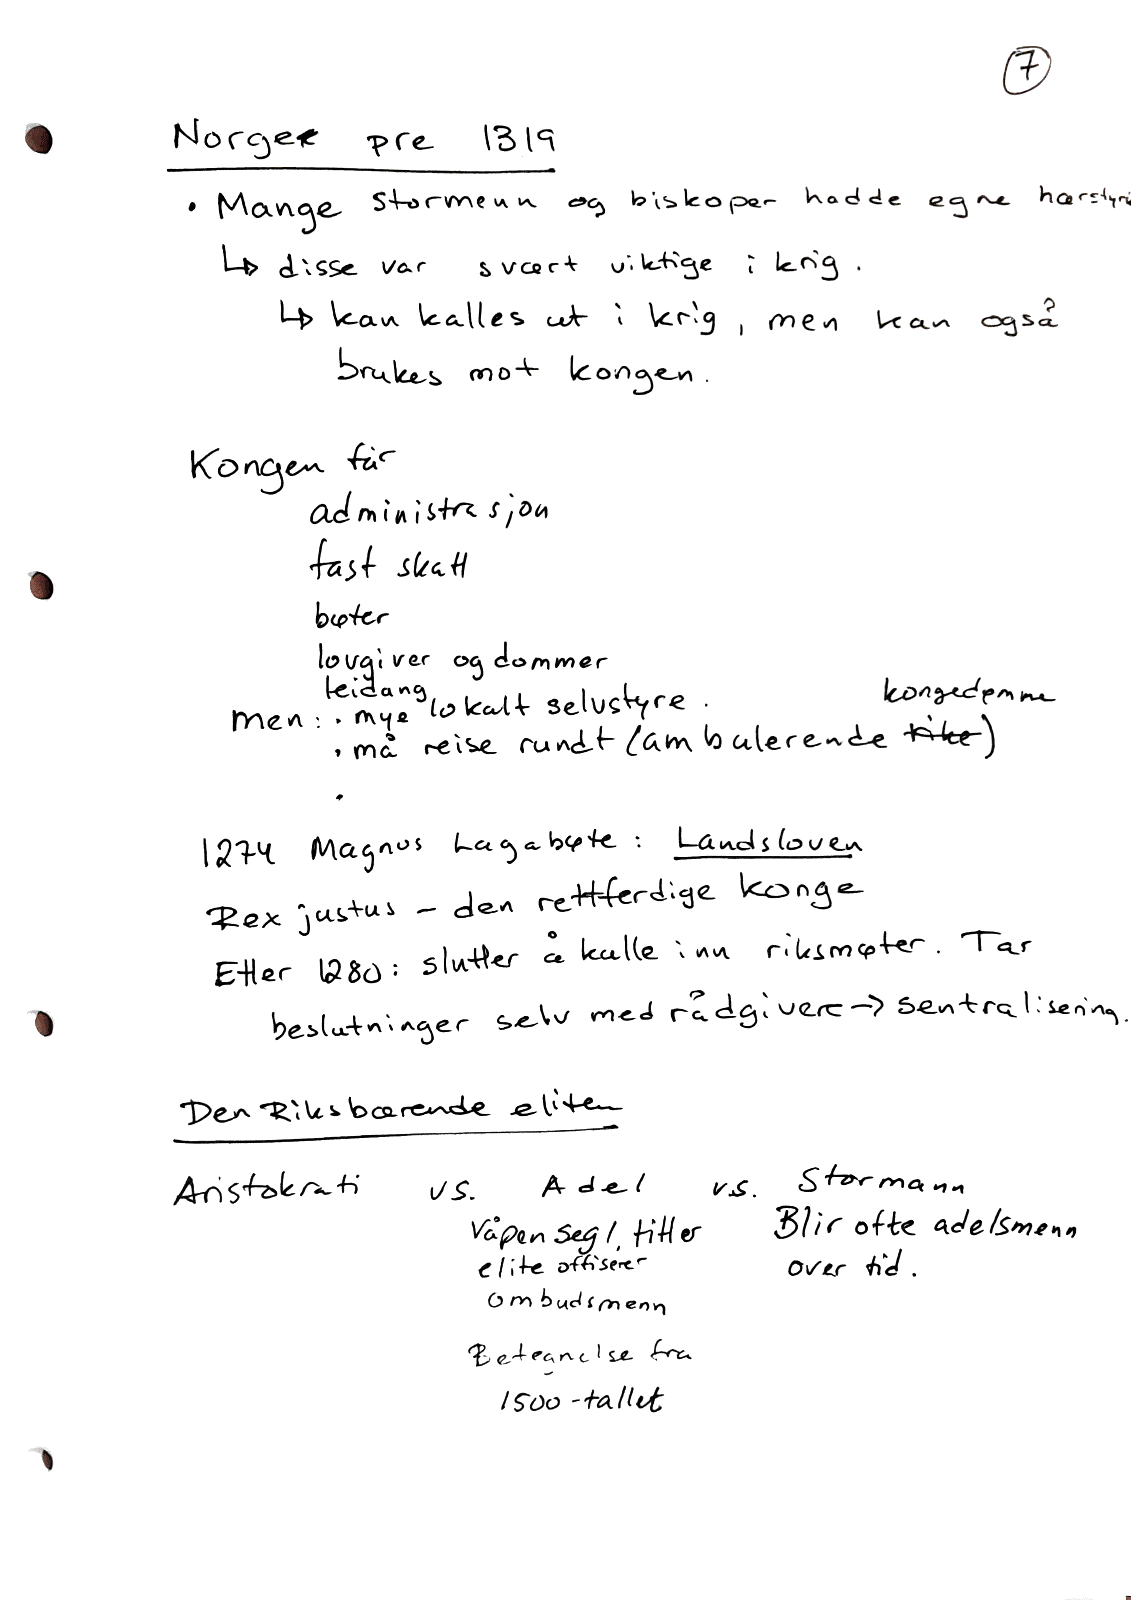 7
Norge pre 1319
• Mange stormenn og biskoper hadde egne hærstyr
↳ disse var svært viktige i krig.
↳ kan kalles ut i krig, men kan også
brukes mot kongen.
Kongen får
administrasjon
fast skatt
bøter
lovgiver og dommer
leidang
men: • mye lokalt selvstyre.
kongedømme
• må reise rundt (ambulerende rike)
•
1274 Magnus Lagabøte: Landsloven
Rex justus – den rettferdige konge
Etter 1280: slutter å kalle inn riksmøter. Tar
beslutninger selv med rådgivere → sentralisering.
Den Riksbærende eliten
Aristokrati vs. Adel v.s. Stormann
Våpen segl, titler Blir ofte adelsmenn
elite offiserer over tid.
ombudsmenn
Betegnelse fra
1500-tallet